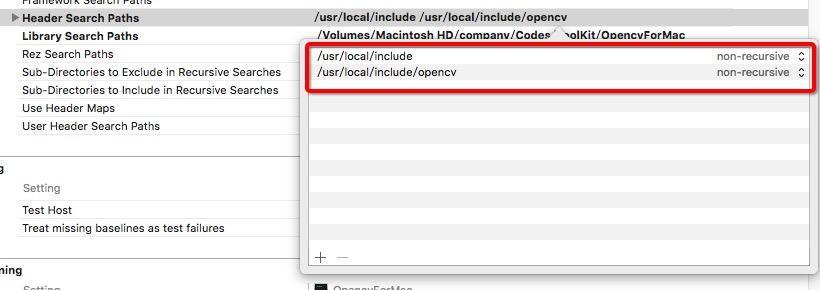 Framework Search Paths
Header Search Paths /usr/local/include /usr/local/include/opencv
Library Search Paths /Volumes/Macintosh HD/company/Codes oolKit/OpencvForMac
Rez Search Paths
/usr/local/include non-recursive
Sub-Directories to Exclude in Recursive Searches
/usr/local/include/opencv non-recursive
Sub-Directories to Include in Recursive Searches
Use Header Maps
User Header Search Paths
g
Setting
Test Host
Treat missing baselines as test failures
+ −
ning
Setting OpencvForMac